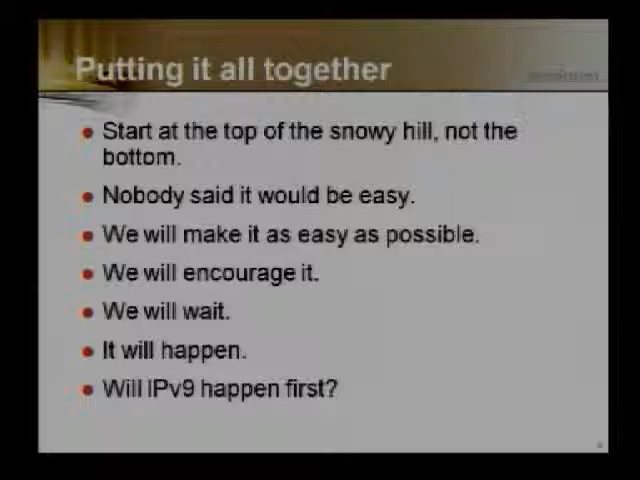 Putting it all together
Start at the top of the snowy hill, not the
bottom.
Nobody said it would be easy.
We will make it as easy as possible.
We will encourage it.
We will wait.
It will happen.
Will IPv9 happen first?